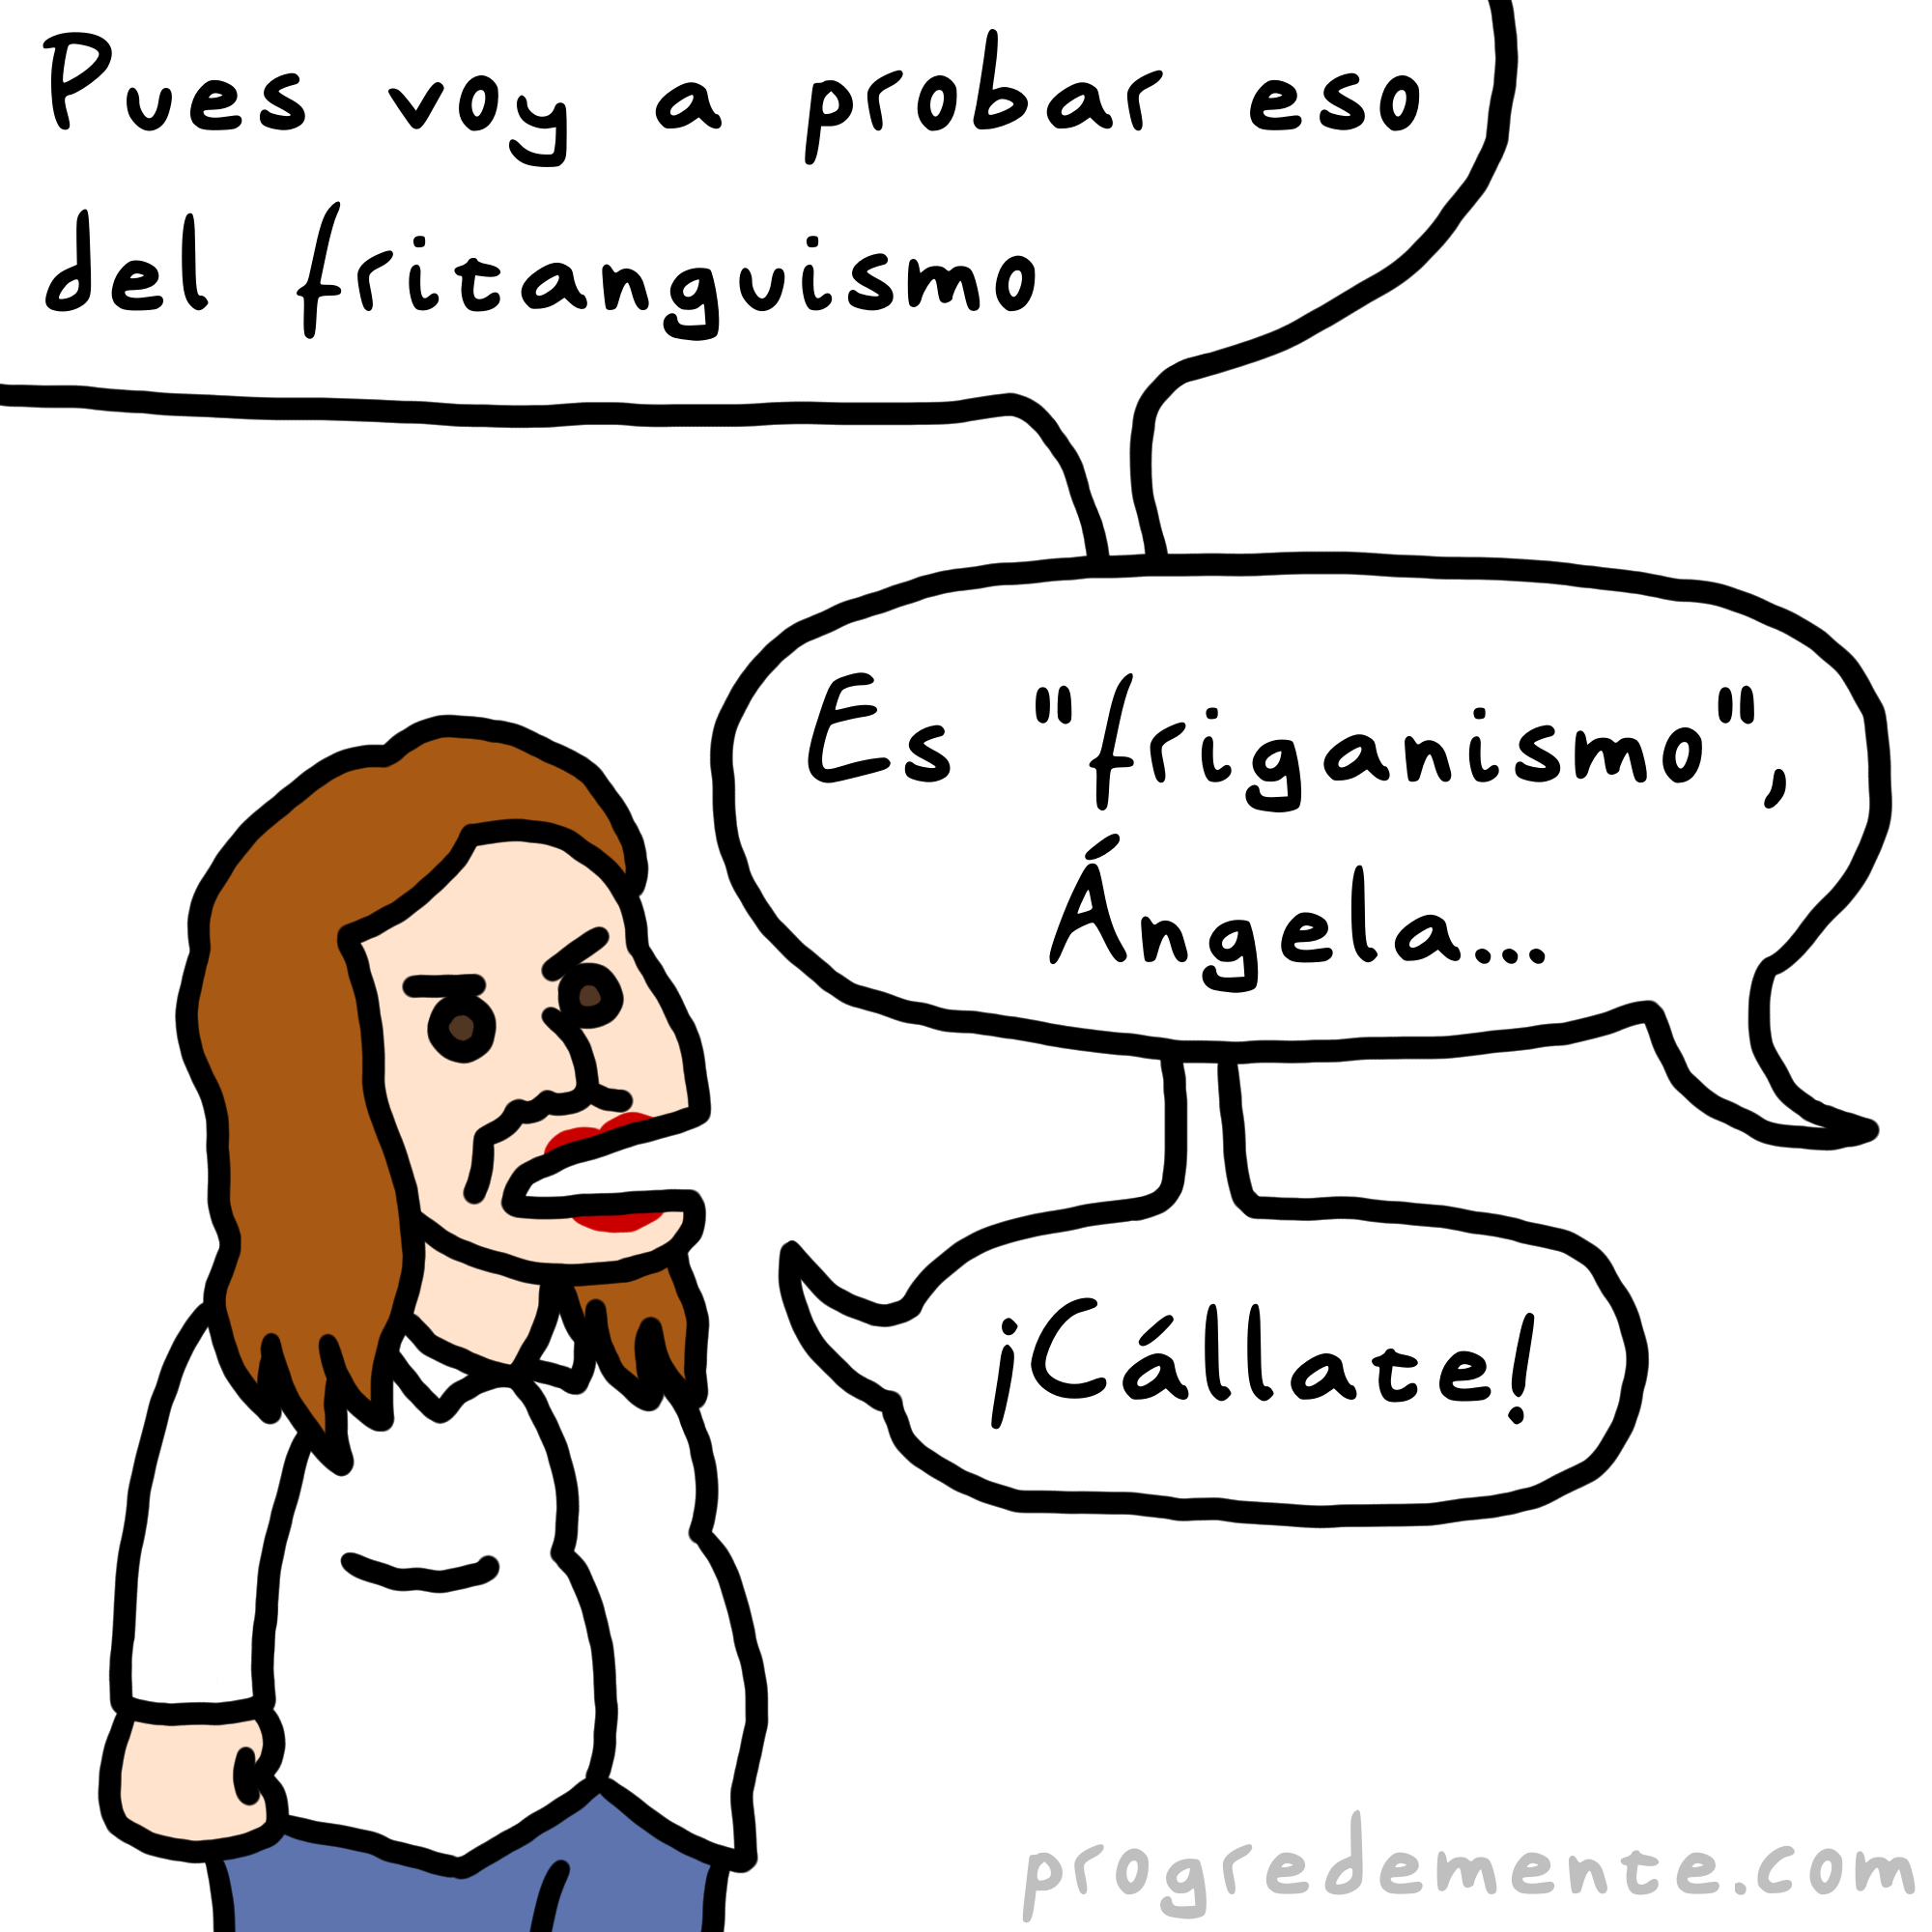 Pues voy a probar eso
del fritanguismo
Es "friganismo",
Ángela...
¡Cállate!
progredemente.com